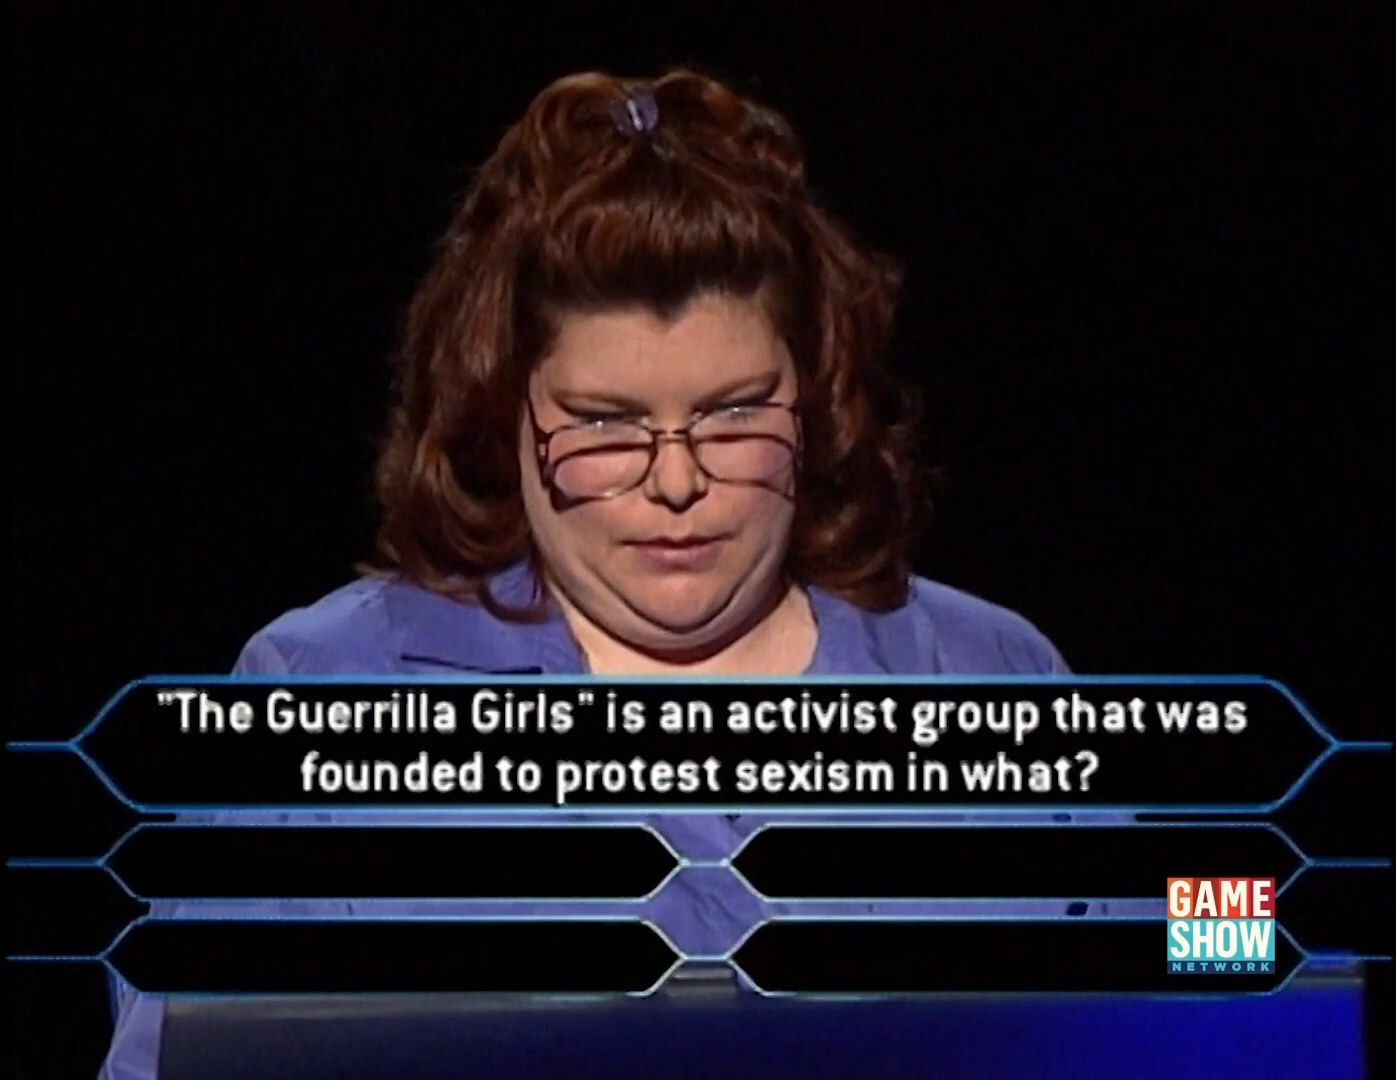 "The Guerrilla Girls" is an activist group that was
founded to protest sexism in what?
GAME
SHOW
NETWORK